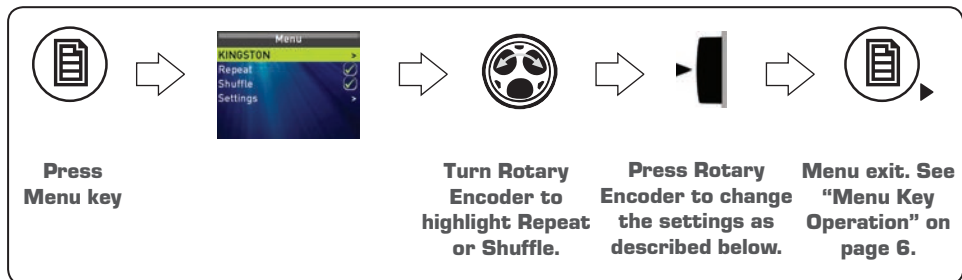 Menu
KINGSTON >
Repeat
Shuffle
Settings >
Press
Menu key
Turn Rotary
Encoder to
highlight Repeat
or Shuffle.
Press Rotary
Encoder to change
the settings as
described below.
Menu exit. See
“Menu Key
Operation” on
page 6.